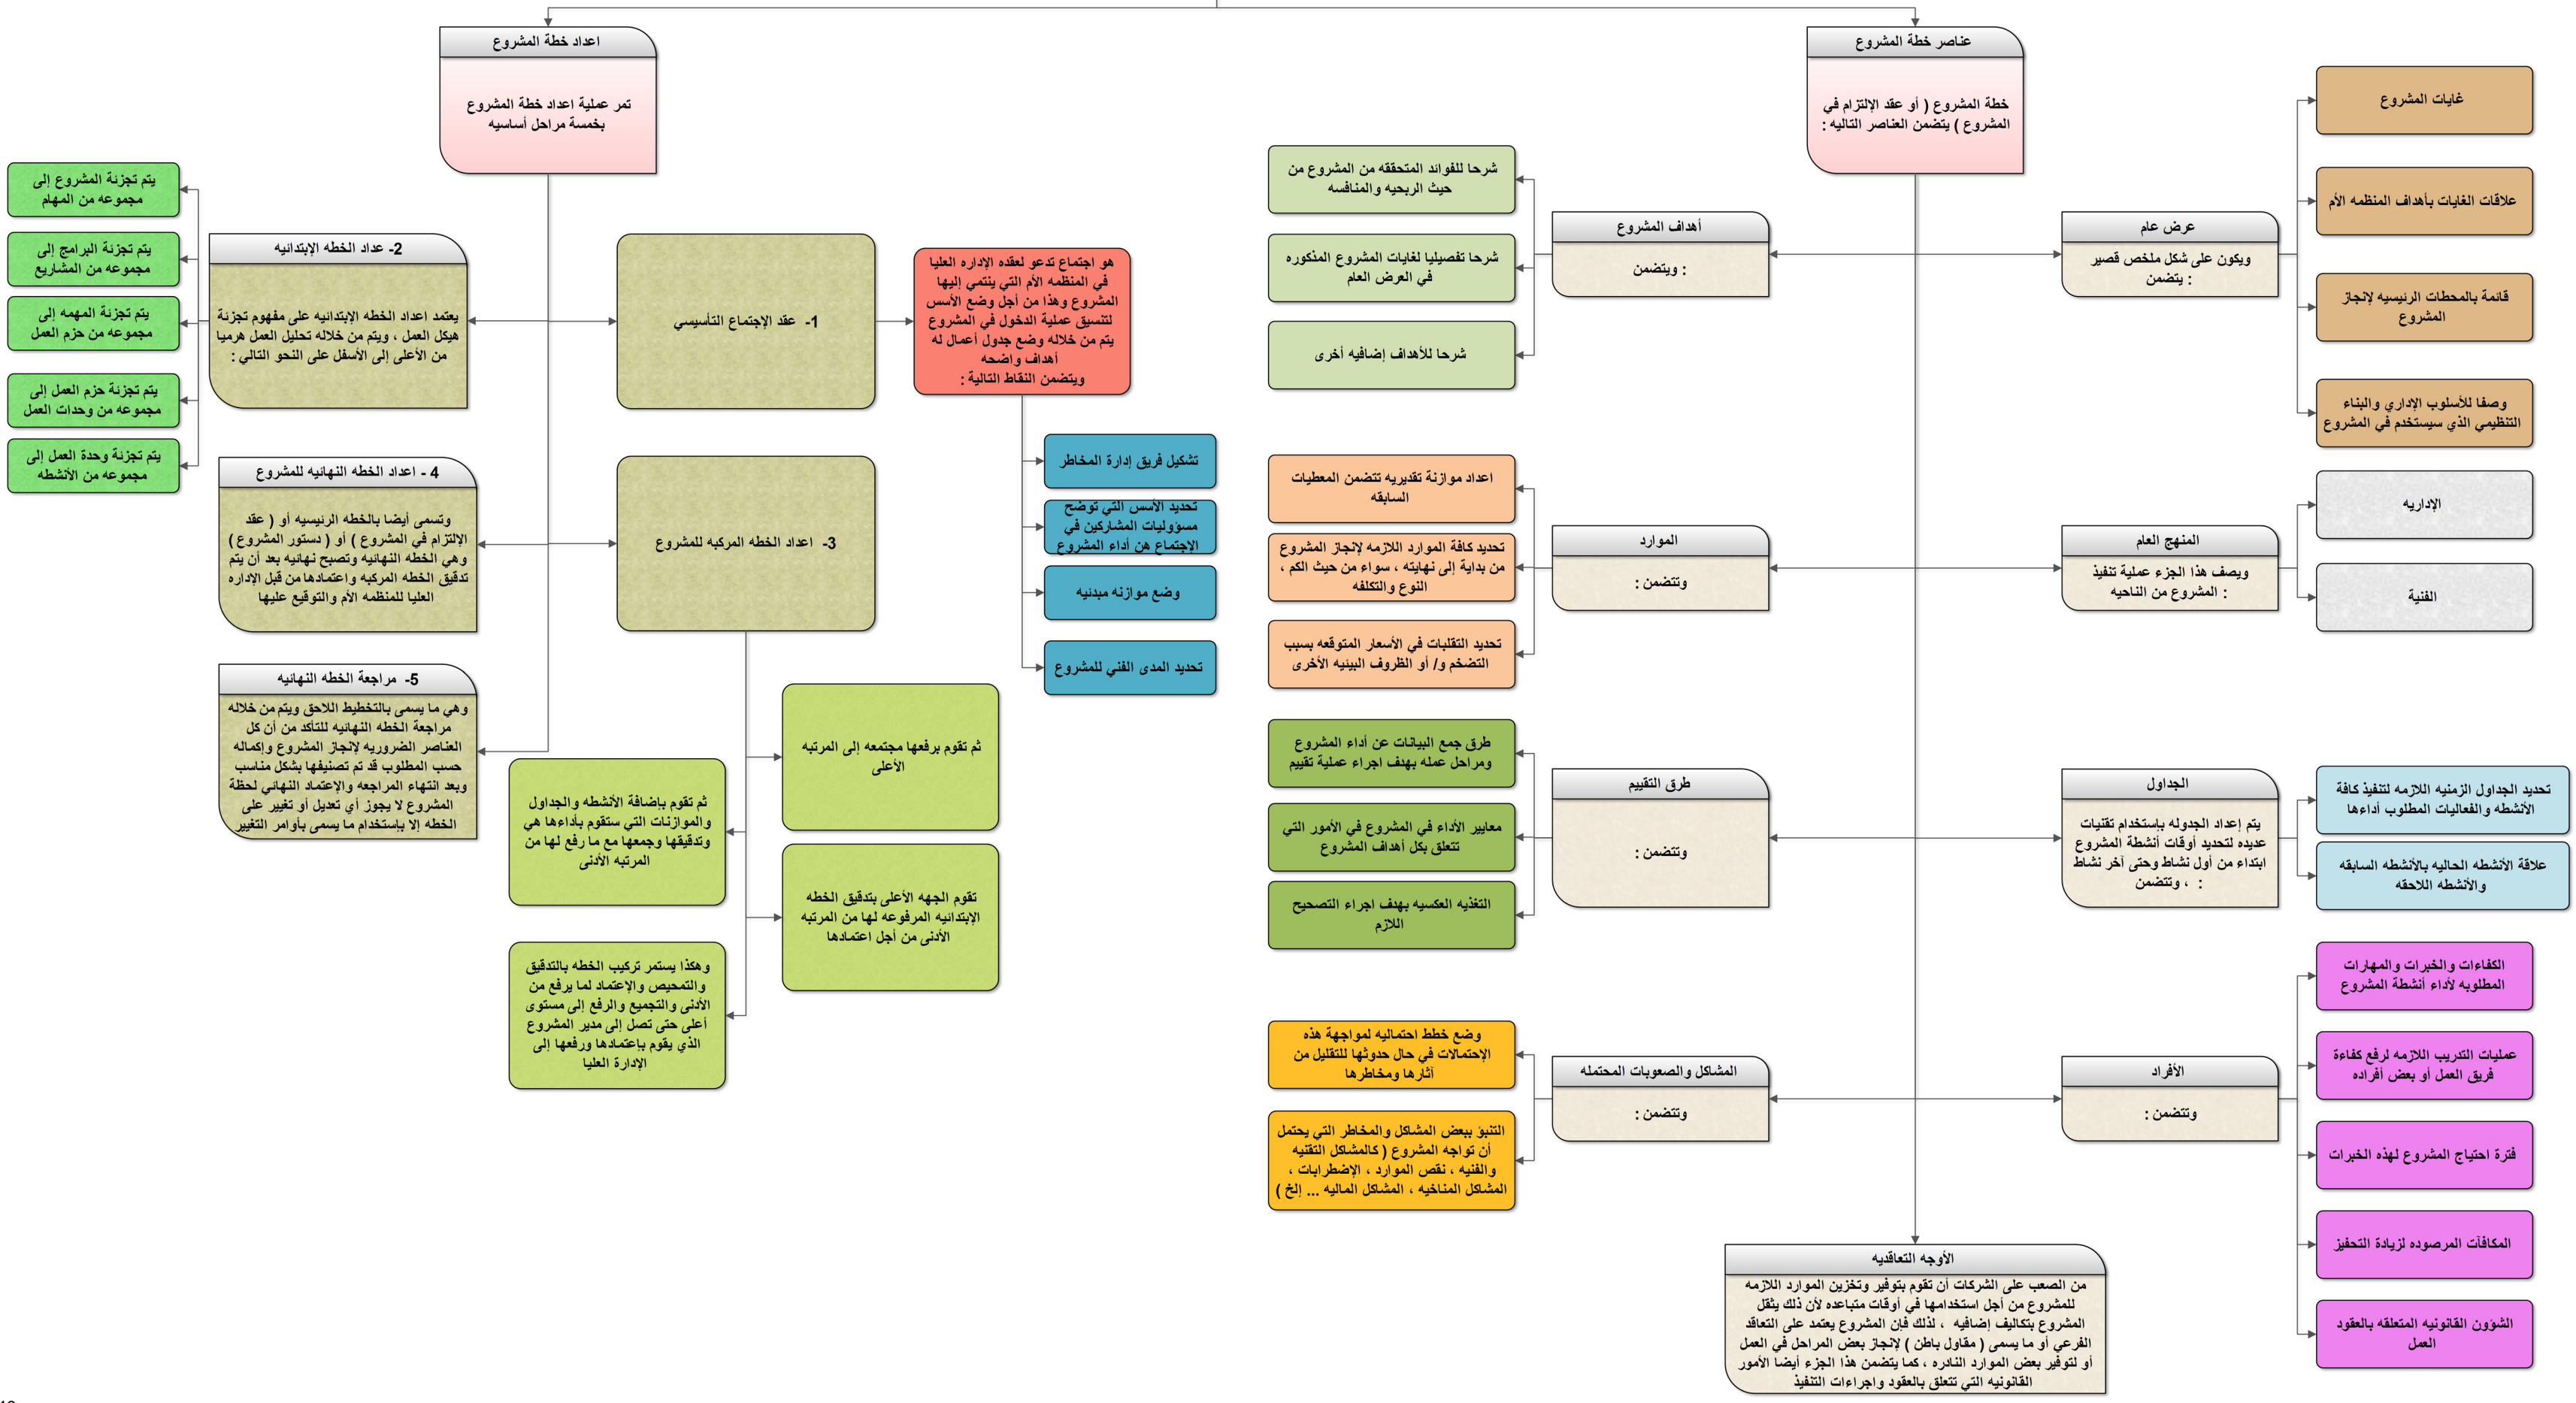 عناصر خطة المشروع
خطة المشروع ( أو عقد الإلتزام في
المشروع ) يتضمن العناصر التاليه :
عرض عام
ويكون على شكل ملخص قصير
يتضمن :
غايات المشروع
علاقات الغايات بأهداف المنظمه الأم
قائمة بالمحطات الرئيسيه لإنجاز
المشروع
وصفا للأسلوب الإداري والبناء
التنظيمي الذي سيستخدم في المشروع
أهداف المشروع
ويتضمن :
شرحا للفوائد المتحققه من المشروع من
حيث الربحيه والمنافسه
شرحا تفصيليا لغايات المشروع المذكوره
في العرض العام
شرحا للأهداف إضافيه أخرى
المنهج العام
ويصف هذا الجزء عملية تنفيذ
المشروع من الناحيه :
الإداريه
الفنية
الموارد
وتتضمن :
اعداد موازنة تقديريه تتضمن المعطيات
السابقه
تحديد كافة الموارد اللازمه لإنجاز المشروع
من بداية إلى نهايته ، سواء من حيث الكم ،
النوع والتكلفه
تحديد التقلبات في الأسعار المتوقعه بسبب
التضخم و/ أو الظروف البيئيه الأخرى
الجداول
يتم إعداد الجدوله بإستخدام تقنيات
عديده لتحديد أوقات أنشطة المشروع
ابتداء من أول نشاط وحتى آخر نشاط
، وتتضمن :
تحديد الجداول الزمنيه اللازمه لتنفيذ كافة
الأنشطه والفعاليات المطلوب أداءها
علاقة الأنشطه الحاليه بالأنشطه السابقه
والأنشطه اللاحقه
طرق التقييم
وتتضمن :
طرق جمع البيانات عن أداء المشروع
ومراحل عمله بهدف اجراء عملية تقييم
معايير الأداء في المشروع في الأمور التي
تتعلق بكل أهداف المشروع
التغذيه العكسيه بهدف اجراء التصحيح
اللازم
الأفراد
وتتضمن :
الكفاءات والخبرات والمهارات
المطلوبه لأداء أنشطة المشروع
عمليات التدريب اللازمه لرفع كفاءة
فريق العمل أو بعض أفراده
فترة احتياج المشروع لهذه الخبرات
المكافآت المرصوده لزيادة التحفيز
الشؤون القانونيه المتعلقه بالعقود
العمل
المشاكل والصعوبات المحتمله
وتتضمن :
وضع خطط احتماليه لمواجهة هذه
الإحتمالات في حال حدوثها للتقليل من
آثارها ومخاطرها
التنبؤ ببعض المشاكل والمخاطر التي يحتمل
أن تواجه المشروع ( كالمشاكل التقنيه
والفنيه ، نقص الموارد ، الإضطرابات ،
المشاكل المناخيه ، المشاكل الماليه ... إلخ )
الأوجه التعاقديه
من الصعب على الشركات أن تقوم بتوفير وتخزين الموارد اللازمه
للمشروع من أجل استخدامها في أوقات متباعده لأن ذلك يثقل
المشروع بتكاليف إضافيه ، لذلك فإن المشروع يعتمد على التعاقد
الفرعي أو ما يسمى ( مقاول باطن ) لإنجاز بعض المراحل في العمل
أو لتوفير بعض الموارد النادره ، كما يتضمن هذا الجزء أيضا الأمور
القانونيه التي تتعلق بالعقود واجراءات التنفيذ
اعداد خطة المشروع
تمر عملية اعداد خطة المشروع
بخمسة مراحل أساسيه
1- عقد الإجتماع التأسيسي
هو اجتماع تدعو لعقده الإداره العليا
في المنظمه الأم التي ينتمي إليها
المشروع وهذا من أجل وضع الأسس
لتنسيق عملية الدخول في المشروع
يتم من خلاله وضع جدول أعمال له
أهداف واضحه
ويتضمن النقاط التالية :
تشكيل فريق إدارة المخاطر
تحديد الأسس التي توضح
مسؤوليات المشاركين في
الإجتماع هن أداء المشروع
وضع موازنه مبدئيه
تحديد المدى الفني للمشروع
2- عداد الخطه الإبتدائيه
يعتمد اعداد الخطه الإبتدائيه على مفهوم تجزئة
هيكل العمل ، ويتم من خلاله تحليل العمل هرميا
من الأعلى إلى الأسفل على النحو التالي :
يتم تجزئة المشروع إلى
مجموعه من المهام
يتم تجزئة البرامج إلى
مجموعه من المشاريع
يتم تجزئة المهمه إلى
مجموعه من حزم العمل
يتم تجزئة حزم العمل إلى
مجموعه من وحدات العمل
يتم تجزئة وحدة العمل إلى
مجموعه من الأنشطه
3- اعداد الخطه المركبه للمشروع
ثم تقوم برفعها مجتمعه إلى المرتبه
الأعلى
ثم تقوم بإضافة الأنشطه والجداول
والموازنات التي ستقوم بأداءها هي
وتدقيقها وجمعها مع ما رفع لها من
المرتبه الأدنى
تقوم الجهه الأعلى بتدقيق الخطه
الإبتدائيه المرفوعه لها من المرتبه
الأدنى من أجل اعتمادها
وهكذا يستمر تركيب الخطه بالتدقيق
والتمحيص والإعتماد لما يرفع من
الأدنى والتجميع والرفع إلى مستوى
أعلى حتى تصل إلى مدير المشروع
الذي يقوم بإعتمادها ورفعها إلى
الإدارة العليا
4 - اعداد الخطه النهائيه للمشروع
وتسمى أيضا بالخطه الرئيسيه أو ( عقد
الإلتزام في المشروع ) أو ( دستور المشروع )
وهي الخطه النهائيه وتصبح نهائيه بعد أن يتم
تدقيق الخطه المركبه واعتمادها من قبل الإداره
العليا للمنظمه الأم والتوقيع عليها
5- مراجعة الخطه النهائيه
وهي ما يسمى بالتخطيط اللاحق ويتم من خلاله
مراجعة الخطه النهائيه للتأكد من أن كل
العناصر الضروريه لإنجاز المشروع وإكماله
حسب المطلوب قد تم تصنيفها بشكل مناسب
وبعد انتهاء المراجعه والإعتماد النهائي لحظة
المشروع لا يجوز أي تعديل أو تغيير على
الخطه إلا بإستخدام ما يسمى بأوامر التغيير